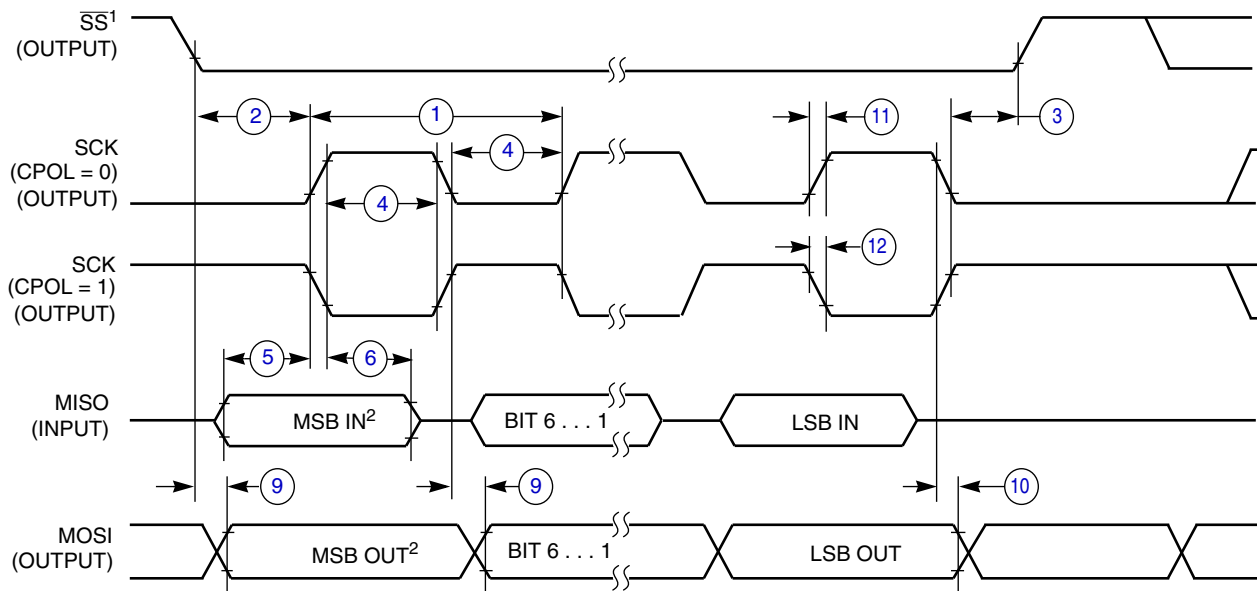 SS¹
(OUTPUT)
2
1
11
3
SCK
(CPOL = 0)
(OUTPUT)
4
4
12
SCK
(CPOL = 1)
(OUTPUT)
5
6
MISO
(INPUT)
MSB IN²
BIT 6 . . . 1
LSB IN
9
9
10
MOSI
(OUTPUT)
MSB OUT²
BIT 6 . . . 1
LSB OUT